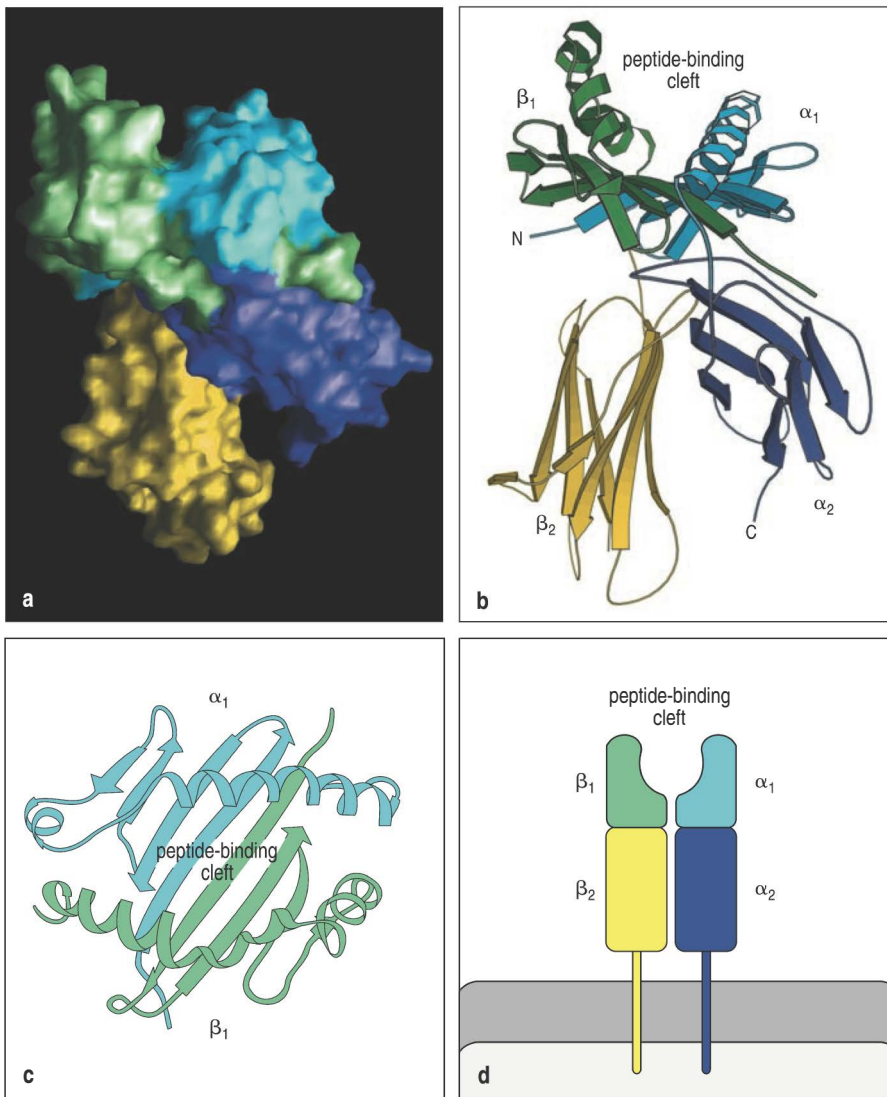 a
peptide-binding
cleft
β₁
α₁
N
β₂
α₂
C
b
α₁
peptide-binding
cleft
β₁
c
peptide-binding
cleft
β₁
α₁
β₂
α₂
d